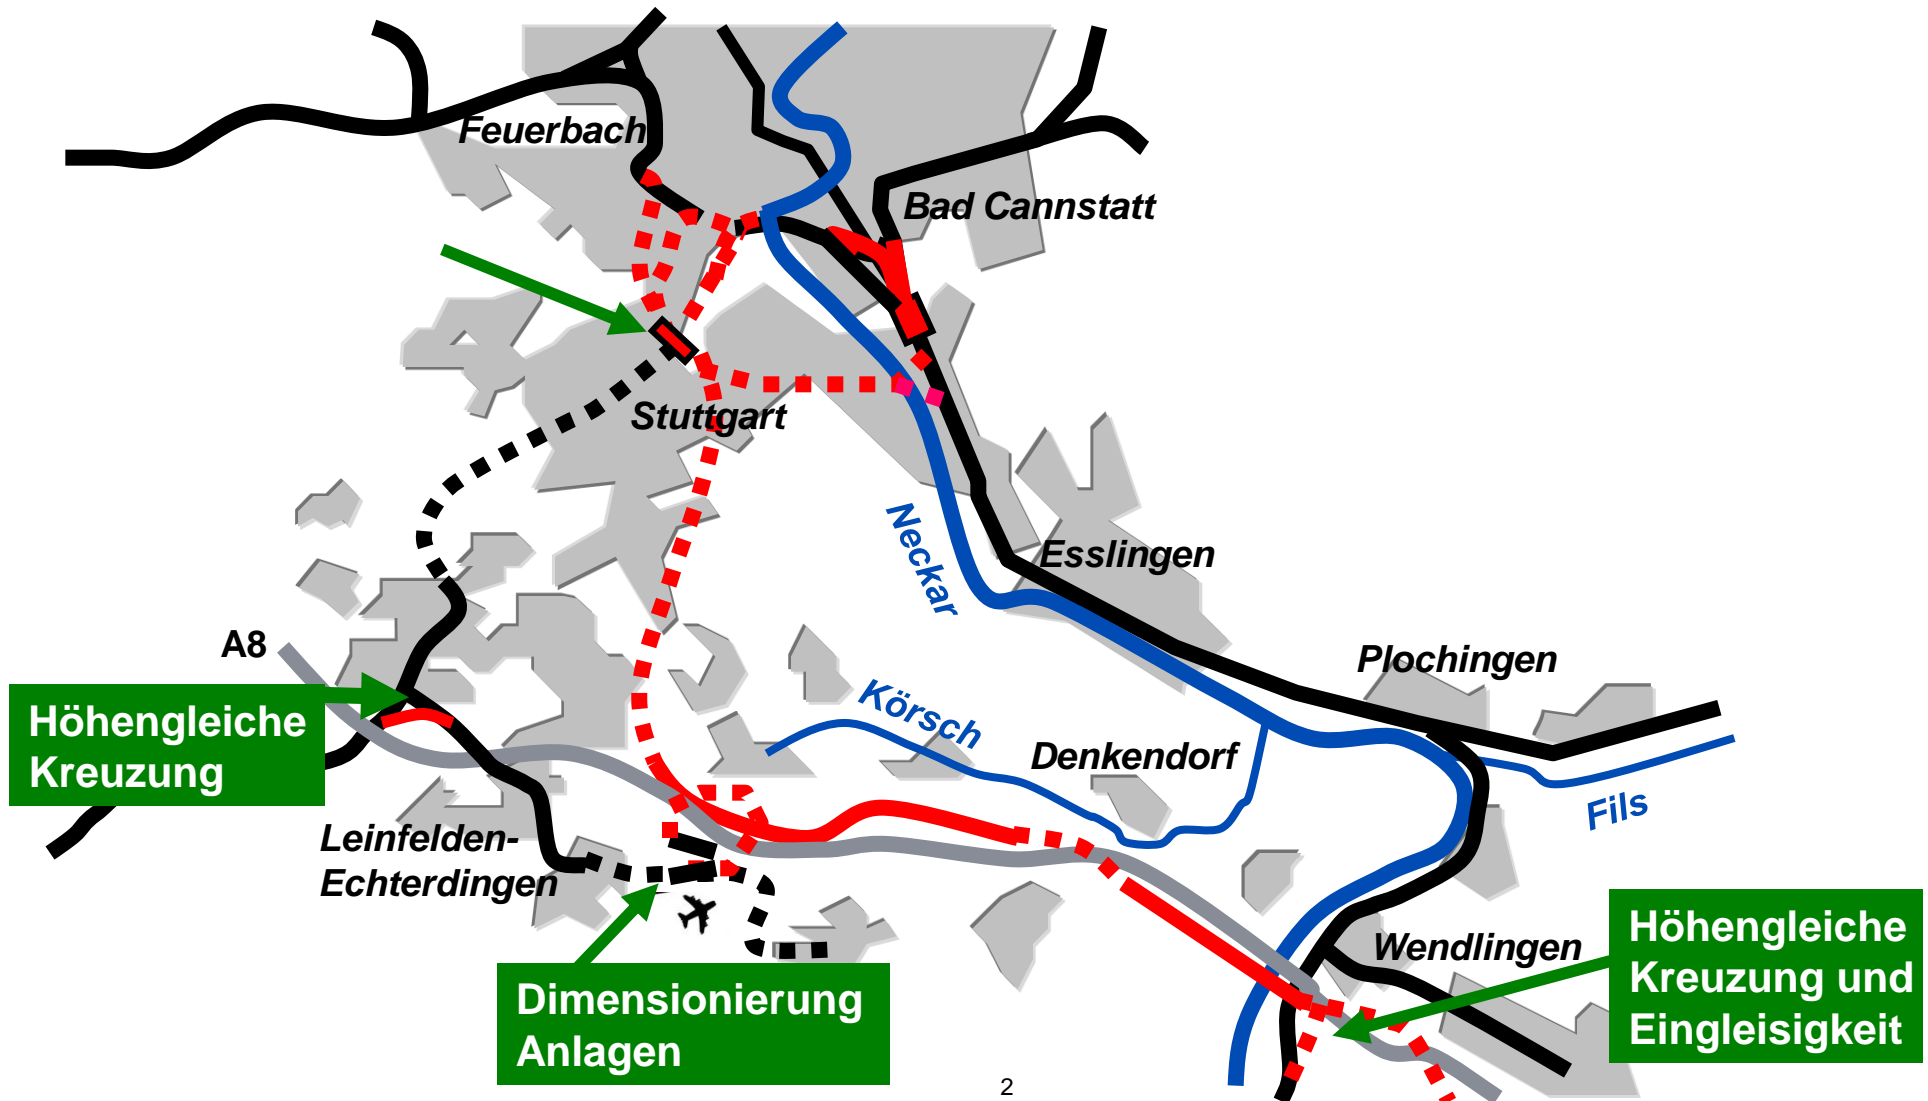 Feuerbach
Bad Cannstatt
Stuttgart
Neckar
Esslingen
A8
Plochingen
Höhengleiche
Kreuzung
Körsch
Denkendorf
Fils
Leinfelden-
Echterdingen
Wendlingen
Höhengleiche
Kreuzung und
Eingleisigkeit
Dimensionierung
Anlagen
2